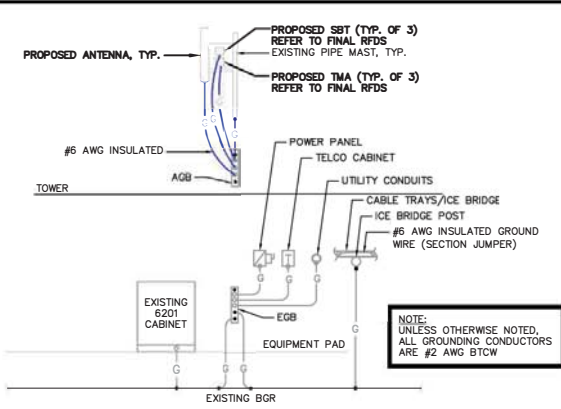 PROPOSED SBT (TYP. OF 3)
REFER TO FINAL RFDS
PROPOSED ANTENNA, TYP.
EXISTING PIPE MAST, TYP.
PROPOSED TMA (TYP. OF 3)
REFER TO FINAL RFDS
G
G
G
G
#6 AWG INSULATED
AGB
TOWER
POWER PANEL
TELCO CABINET
UTILITY CONDUITS
CABLE TRAYS/ICE BRIDGE
ICE BRIDGE POST
#6 AWG INSULATED GROUND
WIRE (SECTION JUMPER)
T
G
G
G
EXISTING
6201
CABINET
EGB
EQUIPMENT PAD
G
G
G
G
EXISTING BGR
NOTE:
UNLESS OTHERWISE NOTED,
ALL GROUNDING CONDUCTORS
ARE #2 AWG BTCW